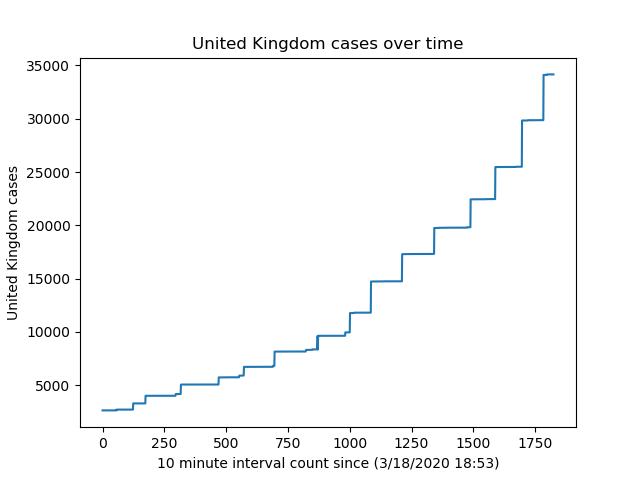 United Kingdom cases over time
35000
30000
25000
20000
15000
10000
5000
United Kingdom cases
0 250 500 750 1000 1250 1500 1750
10 minute interval count since (3/18/2020 18:53)